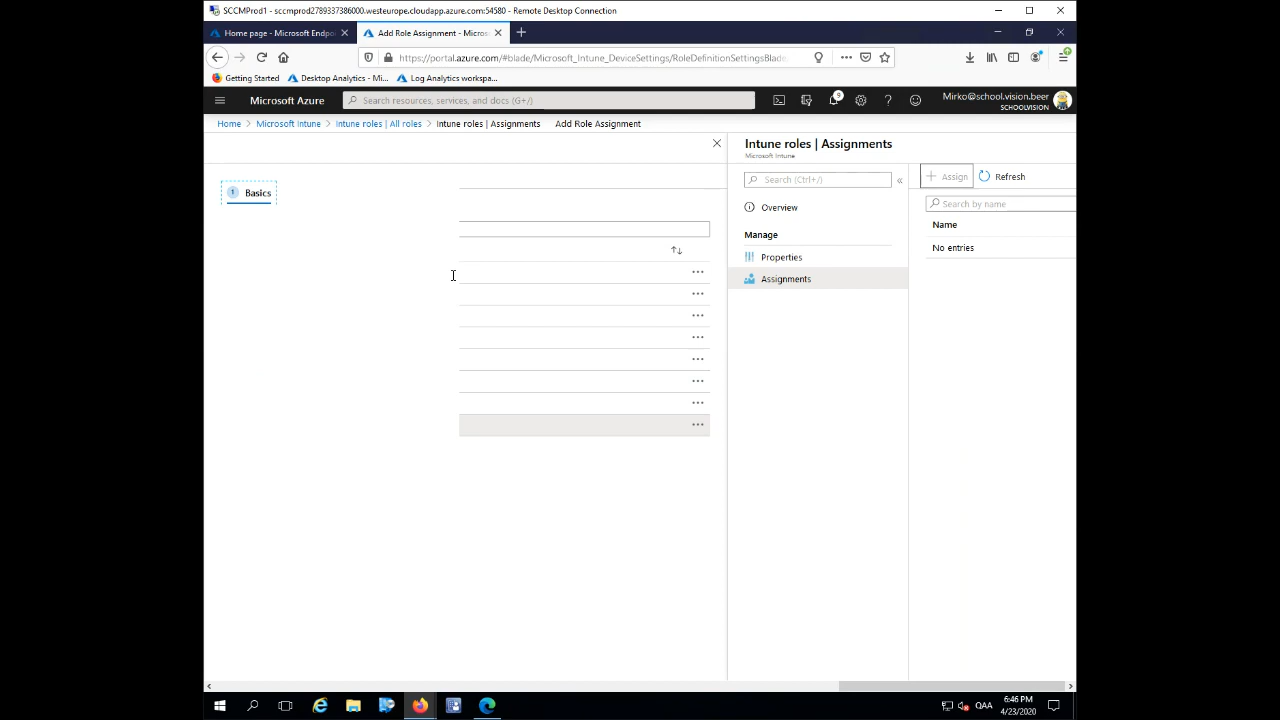 SCCMProd1 - sccmprod2789337386000.westeurope.cloudapp.azure.com:54580 - Remote Desktop Connection
Home page - Microsoft Endpoi
Add Role Assignment - Micros
https://portal.azure.com/#blade/Microsoft_Intune_DeviceSettings/RoleDefinitionSettingsBlade
Getting Started
Desktop Analytics - Mi...
Log Analytics workspa...
Microsoft Azure
Search resources, services, and docs (G+/)
5
Mirko@school.vision.beer
SCHOOLVISION
Home > Microsoft Intune > Intune roles | All roles > Intune roles | Assignments
Add Role Assignment
1 Basics
Intune roles | Assignments
Microsoft Intune
Search (Ctrl+/)
«
Overview
Manage
Properties
Assignments
+ Assign
Refresh
Search by name
Name
No entries
QAA
6:46 PM
4/23/2020